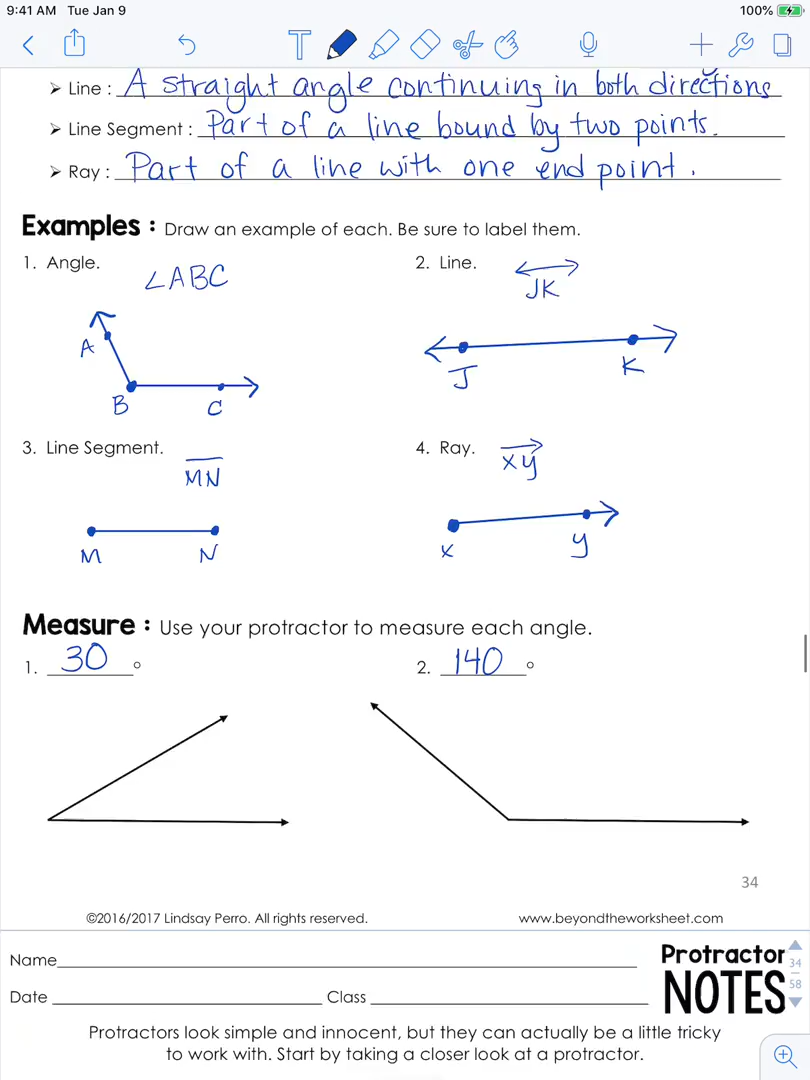 9:41 AM Tue Jan 9 100%
➤ Line : A straight angle continuing in both directions
➤ Line Segment : Part of a line bound by two points.
➤ Ray : Part of a line with one end point.
Examples : Draw an example of each. Be sure to label them.
1. Angle. ∠ABC
2. Line. JK
A
B C
J K
3. Line Segment. MN
4. Ray. XY
M N
X Y
Measure : Use your protractor to measure each angle.
1. 30°
2. 140°
34
©2016/2017 Lindsay Perro. All rights reserved. www.beyondtheworksheet.com
Name
Date Class
Protractor
NOTES
34
58
Protractors look simple and innocent, but they can actually be a little tricky
to work with. Start by taking a closer look at a protractor.